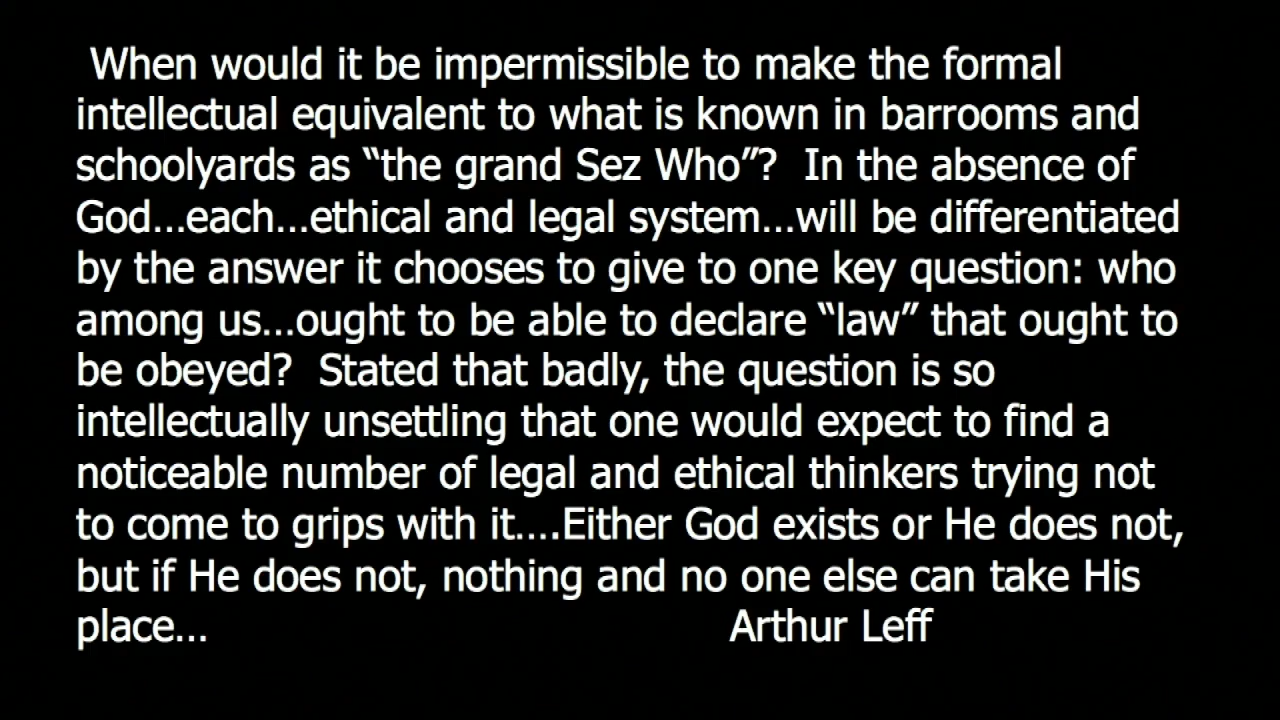 When would it be impermissible to make the formal
intellectual equivalent to what is known in barrooms and
schoolyards as “the grand Sez Who”?  In the absence of
God…each…ethical and legal system…will be differentiated
by the answer it chooses to give to one key question: who
among us…ought to be able to declare “law” that ought to
be obeyed?  Stated that badly, the question is so
intellectually unsettling that one would expect to find a
noticeable number of legal and ethical thinkers trying not
to come to grips with it….Either God exists or He does not,
but if He does not, nothing and no one else can take His
place… Arthur Leff